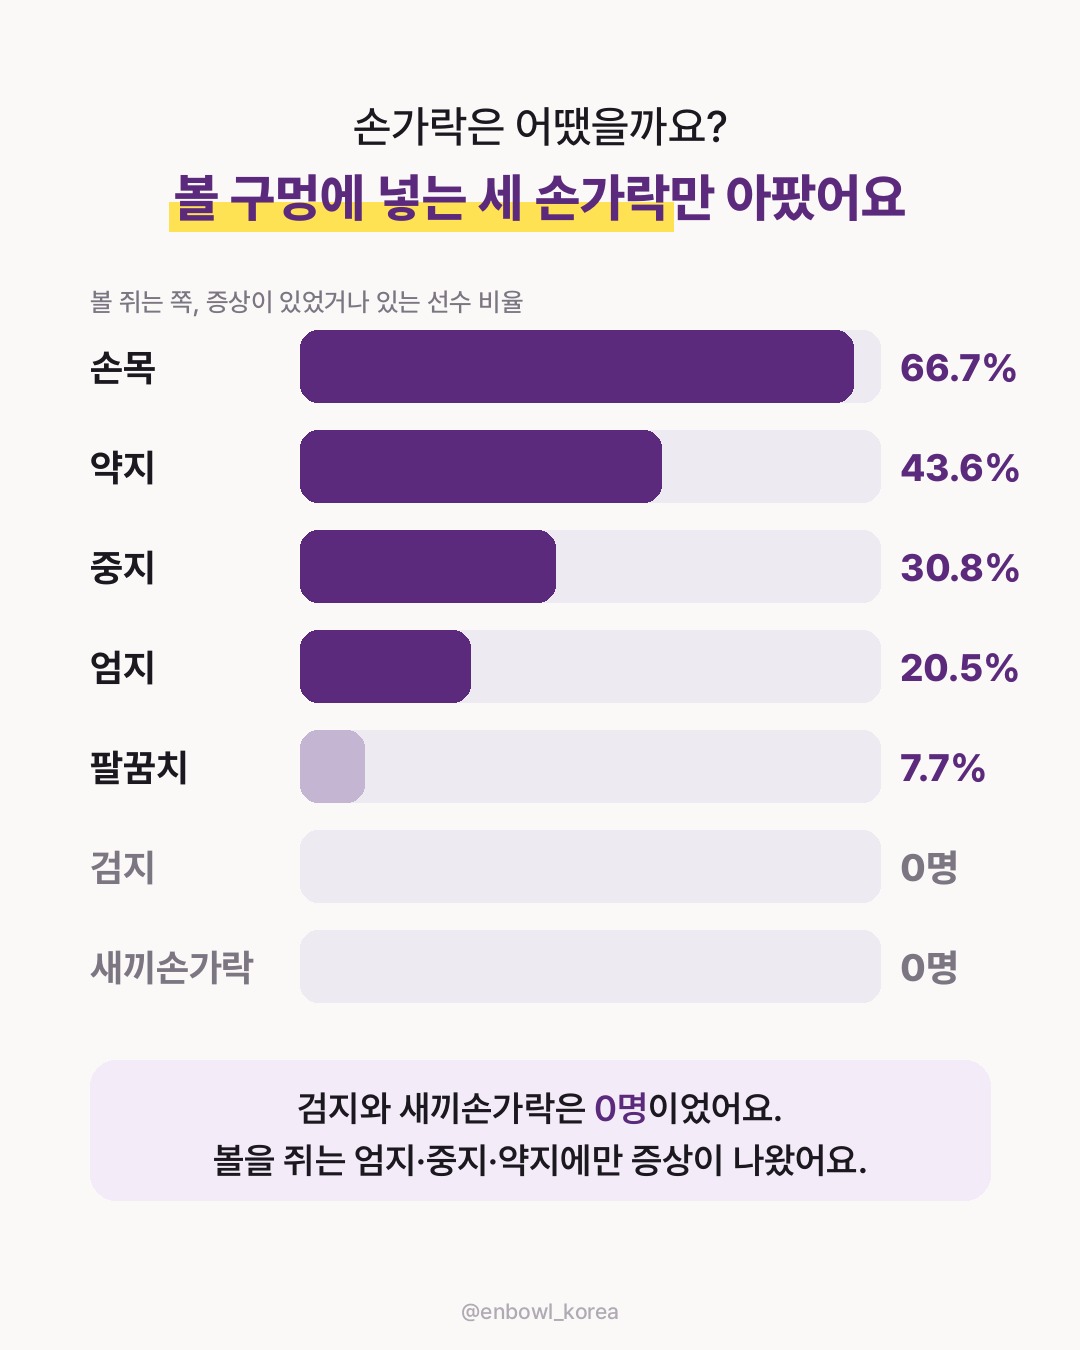 손가락은 어땠을까요?
볼 구멍에 넣는 세 손가락만 아팠어요
볼 쥐는 쪽, 증상이 있었거나 있는 선수 비율
손목 66.7%
약지 43.6%
중지 30.8%
엄지 20.5%
팔꿈치 7.7%
검지 0명
새끼손가락 0명
검지와 새끼손가락은 0명이었어요.
볼을 쥐는 엄지·중지·약지에만 증상이 나왔어요.
@enbowl_korea